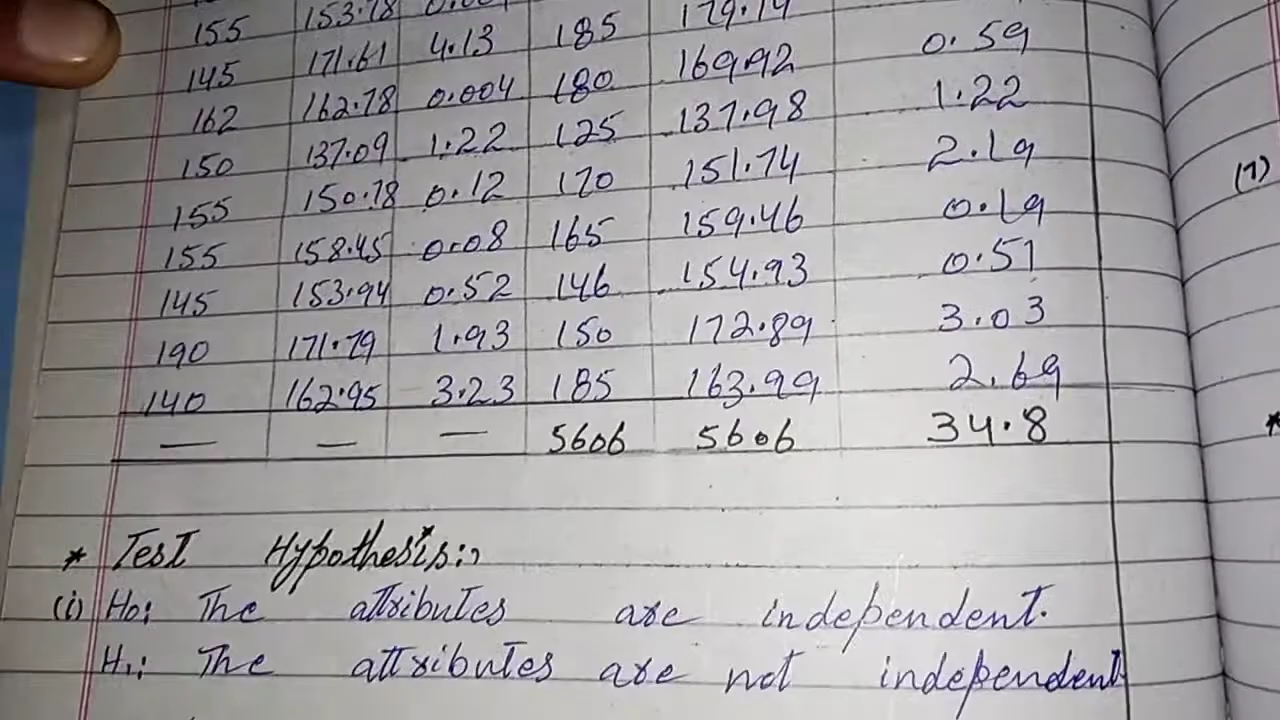 155 153.78 179.14
145 171.61 4.13 185 0.59
162 162.78 0.004 180 169.92 1.22
150 137.09 1.22 125 137.98 2.19
155 150.78 0.12 170 151.74 0.19
155 158.45 0.08 165 159.46 0.51
145 153.94 0.52 146 154.93 3.03
190 171.79 1.93 150 172.89 2.69
140 162.95 3.23 185 163.99
— — — 5606 5606 34.8
* Test Hypothesis:
(i) H0: The attributes are independent.
H1: The attributes are not independent.
(7)
*